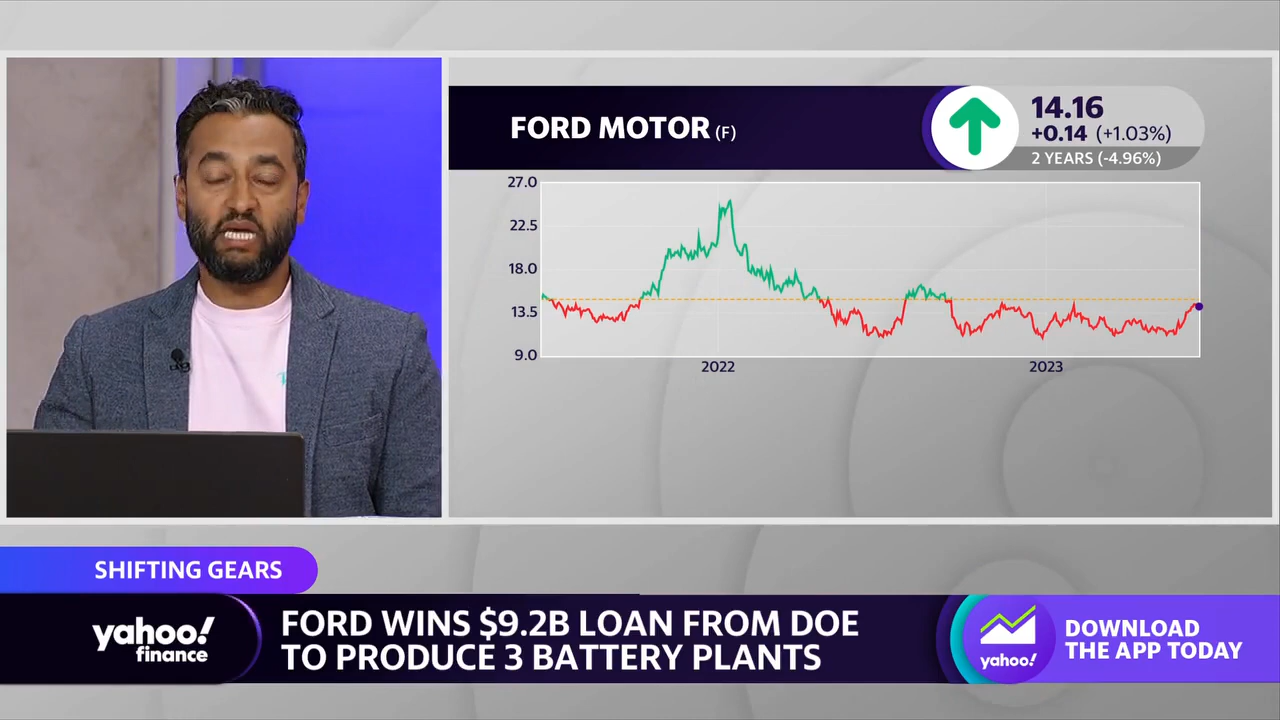 FORD MOTOR (F)
14.16
+0.14 (+1.03%)
2 YEARS (-4.96%)
27.0
22.5
18.0
13.5
9.0
2022
2023
SHIFTING GEARS
yahoo!
finance
FORD WINS $9.2B LOAN FROM DOE
TO PRODUCE 3 BATTERY PLANTS
yahoo!
DOWNLOAD
THE APP TODAY